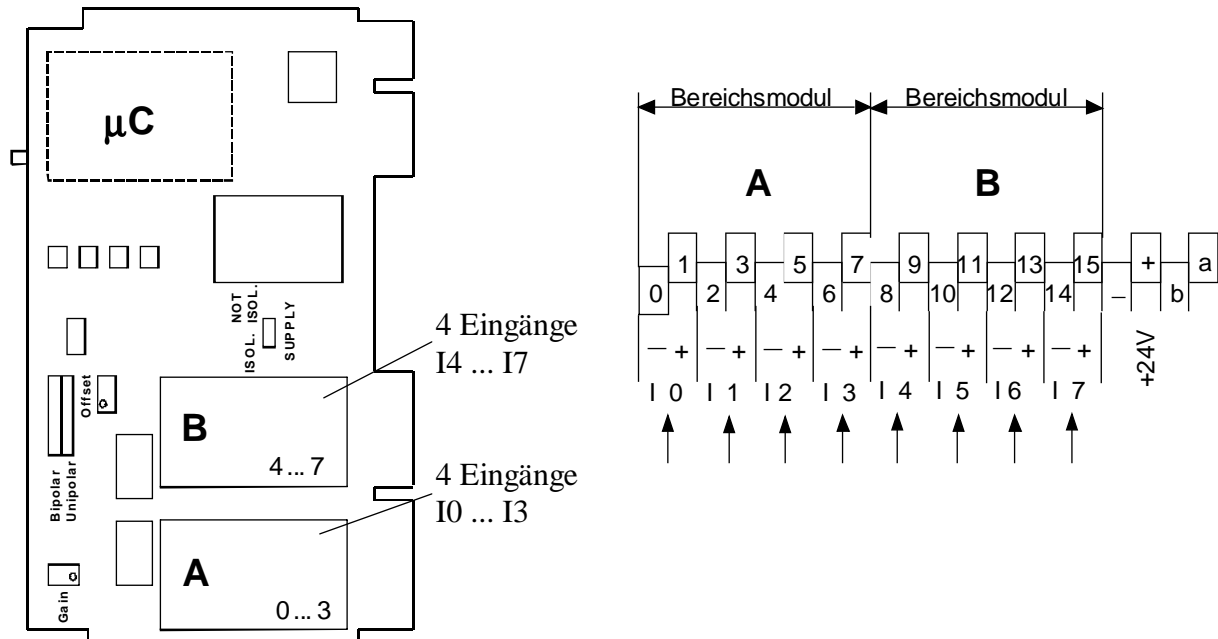 μC
NOT
ISOL. ISOL.
SUPPLY
Offset
Bipolar
Unipolar
Gain
B
4 ... 7
A
0 ... 3
4 Eingänge
I4 ... I7
4 Eingänge
I0 ... I3
Bereichsmodul Bereichsmodul
A B
1 3 5 7 9 11 13 15 + a
0 2 4 6 8 10 12 14 − b
− + − + − + − + − + − + − + − +
+24V
I 0 I 1 I 2 I 3 I 4 I 5 I 6 I 7